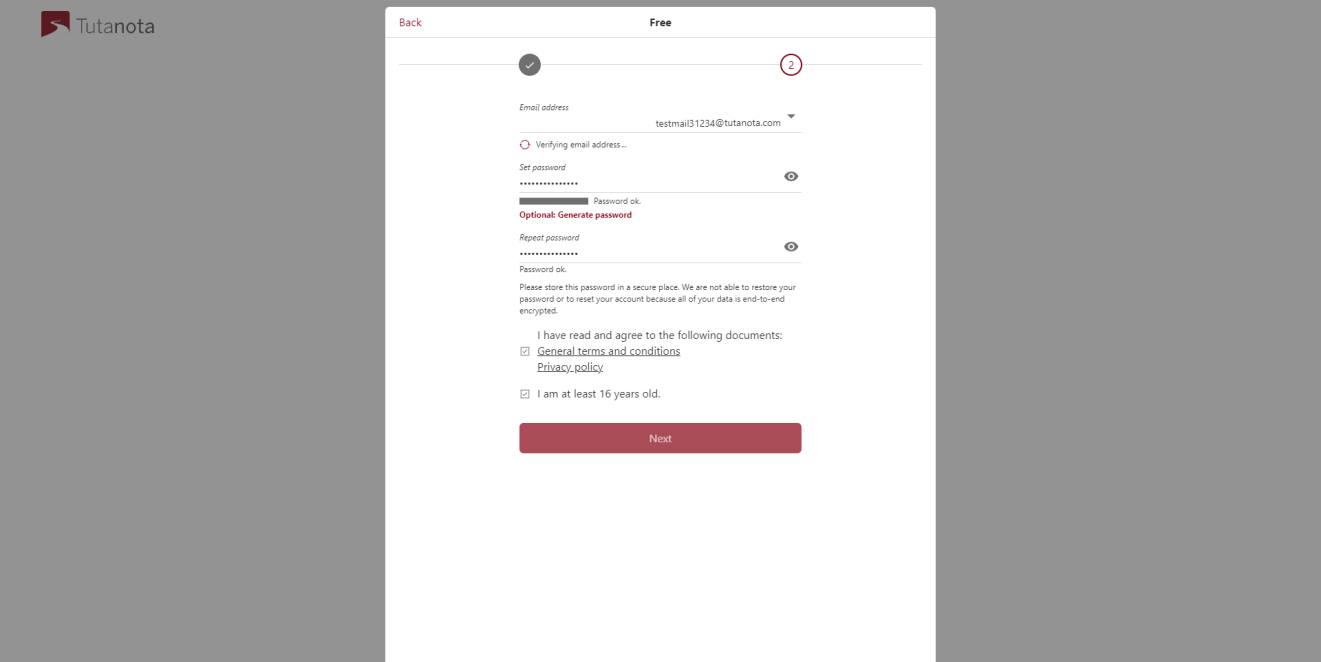 Tutanota
Back
Free
2
Email address
testmail31234@tutanota.com
Verifying email address ...
Set password
•••••••••••••••
Password ok.
Optional: Generate password
Repeat password
•••••••••••••••
Password ok.
Please store this password in a secure place. We are not able to restore your
password or to reset your account because all of your data is end-to-end
encrypted.
I have read and agree to the following documents:
General terms and conditions
Privacy policy
I am at least 16 years old.
Next